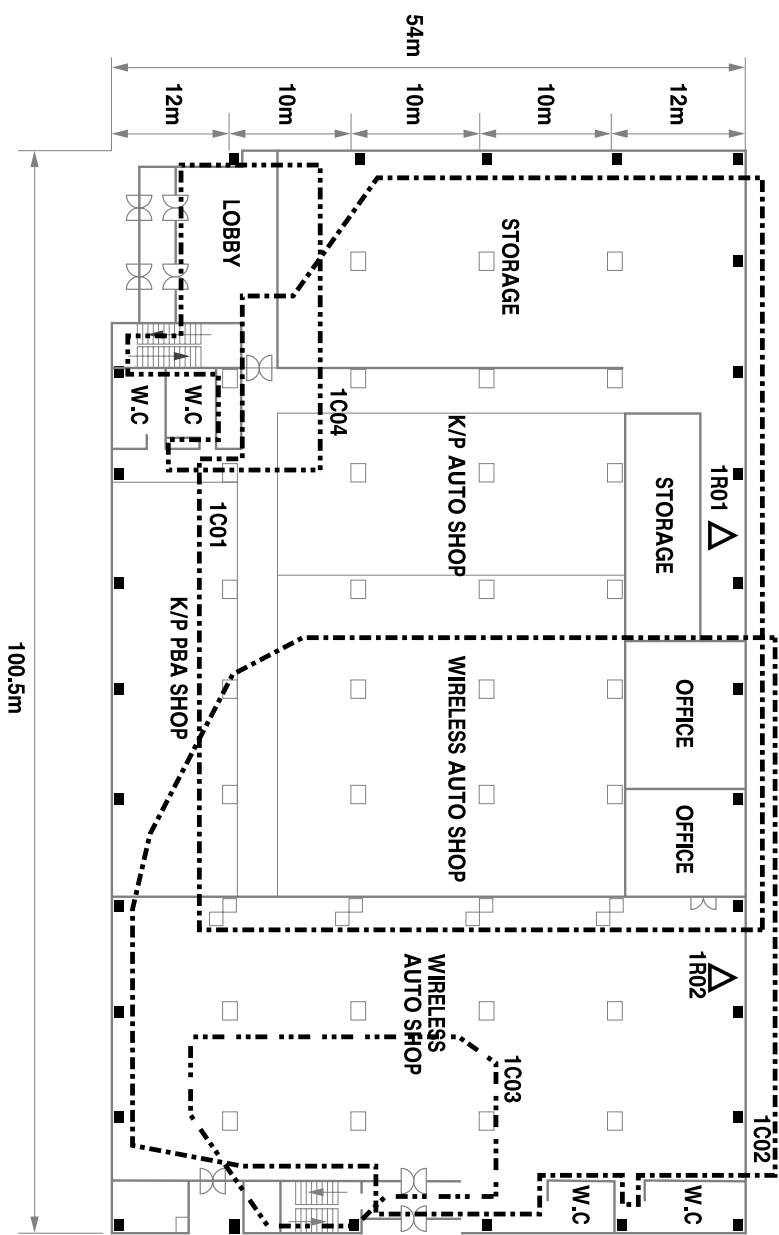 1C02
1R01
1R02
W.C
12m
OFFICE
OFFICE
STORAGE
W.C
10m
STORAGE
1C03
54m
10m
K/P AUTO SHOP
WIRELESS AUTO SHOP
WIRELESS
AUTO SHOP
1C04
10m
LOBBY
1C01
W.C
K/P PBA SHOP
12m
W.C
100.5m